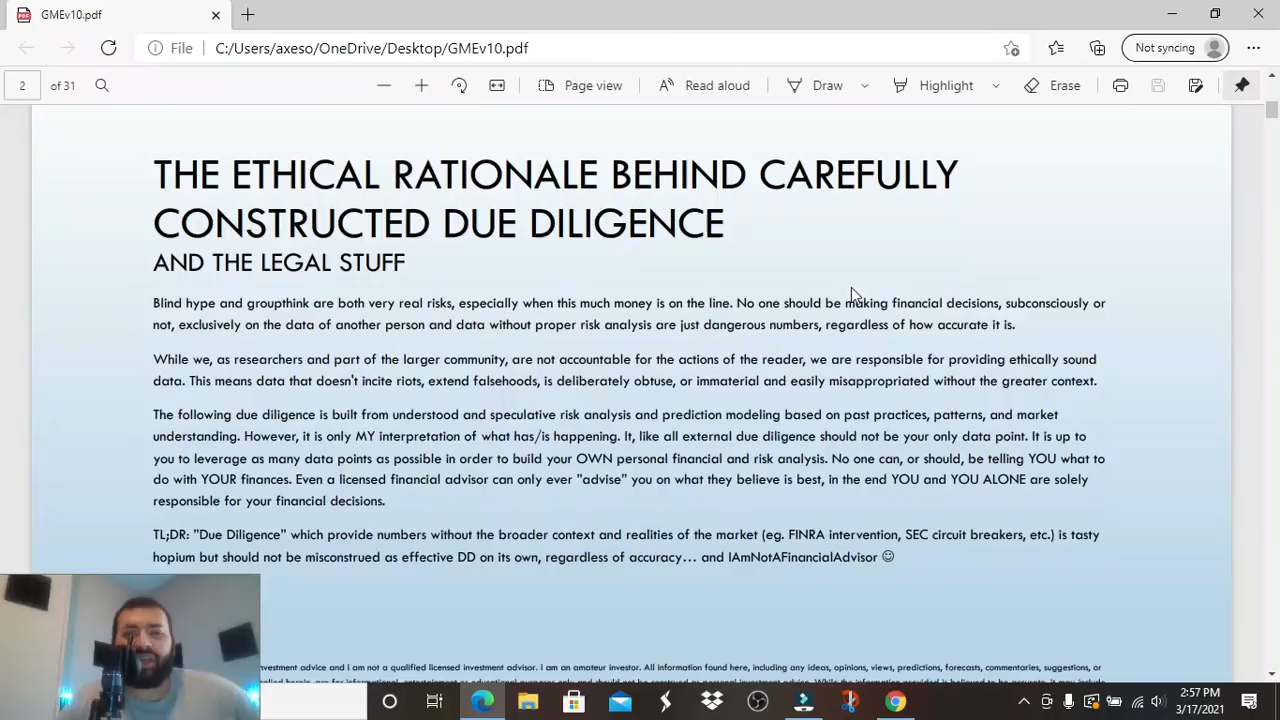 GMEv10.pdf
File
C:/Users/axeso/OneDrive/Desktop/GMEv10.pdf
Not syncing
2 of 31
Page view
Read aloud
Draw
Highlight
Erase
THE ETHICAL RATIONALE BEHIND CAREFULLY
CONSTRUCTED DUE DILIGENCE
AND THE LEGAL STUFF
Blind hype and groupthink are both very real risks, especially when this much money is on the line. No one should be making financial decisions, subconsciously or
not, exclusively on the data of another person and data without proper risk analysis are just dangerous numbers, regardless of how accurate it is.
While we, as researchers and part of the larger community, are not accountable for the actions of the reader, we are responsible for providing ethically sound
data. This means data that doesn't incite riots, extend falsehoods, is deliberately obtuse, or immaterial and easily misappropriated without the greater context.
The following due diligence is built from understood and speculative risk analysis and prediction modeling based on past practices, patterns, and market
understanding. However, it is only MY interpretation of what has/is happening. It, like all external due diligence should not be your only data point. It is up to
you to leverage as many data points as possible in order to build your OWN personal financial and risk analysis. No one can, or should, be telling YOU what to
do with YOUR finances. Even a licensed financial advisor can only ever "advise" you on what they believe is best, in the end YOU and YOU ALONE are solely
responsible for your financial decisions.
TL;DR: "Due Diligence" which provide numbers without the broader context and realities of the market (eg. FINRA intervention, SEC circuit breakers, etc.) is tasty
hopium but should not be misconstrued as effective DD on its own, regardless of accuracy… and IAmNotAFinancialAdvisor ☺
investment advice and I am not a qualified licensed investment advisor. I am an amateur investor. All information found here, including any ideas, opinions, views, predictions, forecasts, commentaries, suggestions, or
2:57 PM
3/17/2021